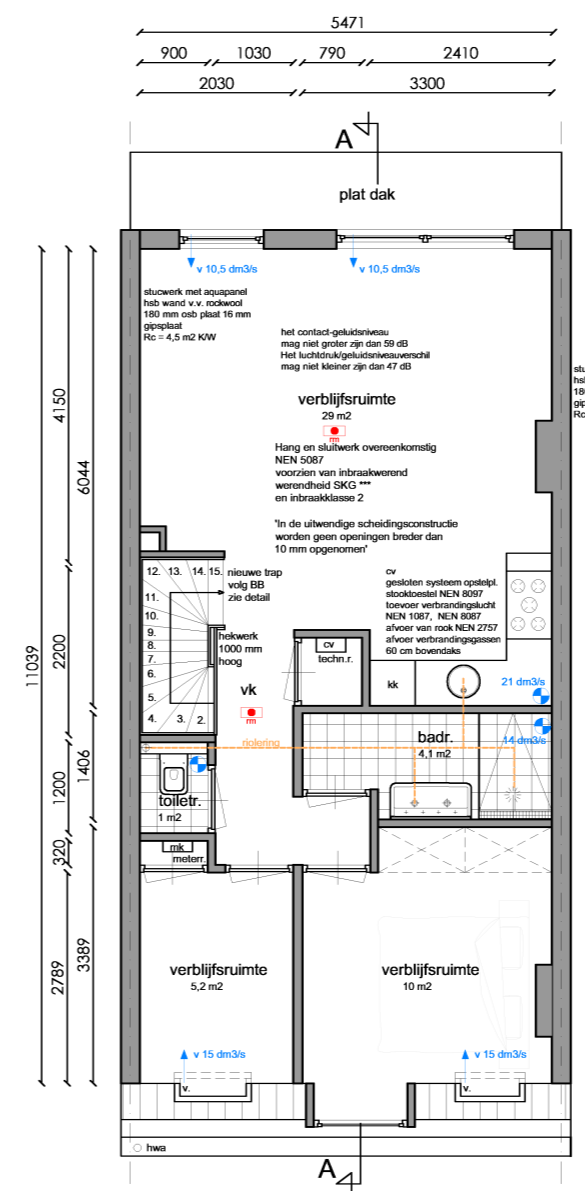 5471
900 1030 790 2410
2030 3300
A
plat dak
v 10,5 dm3/s v 10,5 dm3/s
stucwerk met aquapanel
hsb wand v.v. rockwool
180 mm osb plaat 16 mm
gipsplaat
Rc = 4,5 m2 K/W
het contact-geluidsniveau
mag niet groter zijn dan 59 dB
Het luchtdruk/geluidsniveauverschil
mag niet kleiner zijn dan 47 dB
stu
hsl
180
gip
Rc
verblijfsruimte
29 m2
rm
Hang en sluitwerk overeenkomstig
NEN 5087
voorzien van inbraakwerend
werendheid SKG ***
en inbraakklasse 2
'In de uitwendige scheidingsconstructie
worden geen openingen breder dan
10 mm opgenomen'
11039
4150
2200
1200
320
2789
6044
1406
3389
12. 13. 14. 15.
11.
10.
9.
8.
7.
6.
5.
4. 3. 2.
nieuwe trap
volg BB
zie detail
hekwerk
1000 mm
hoog
cv
gesloten systeem opstelpl.
stooktoestel NEN 8097
toevoer verbrandingslucht
NEN 1087, NEN 8087
afvoer van rook NEN 2757
afvoer verbrandingsgassen
60 cm bovendaks
cv
techn.r.
vk
rm
kk
21 dm3/s
riolering
badr.
4,1 m2
14 dm3/s
toiletr.
1 m2
mk
meterr.
verblijfsruimte
5,2 m2
verblijfsruimte
10 m2
v 15 dm3/s v 15 dm3/s
v. v.
hwa
A